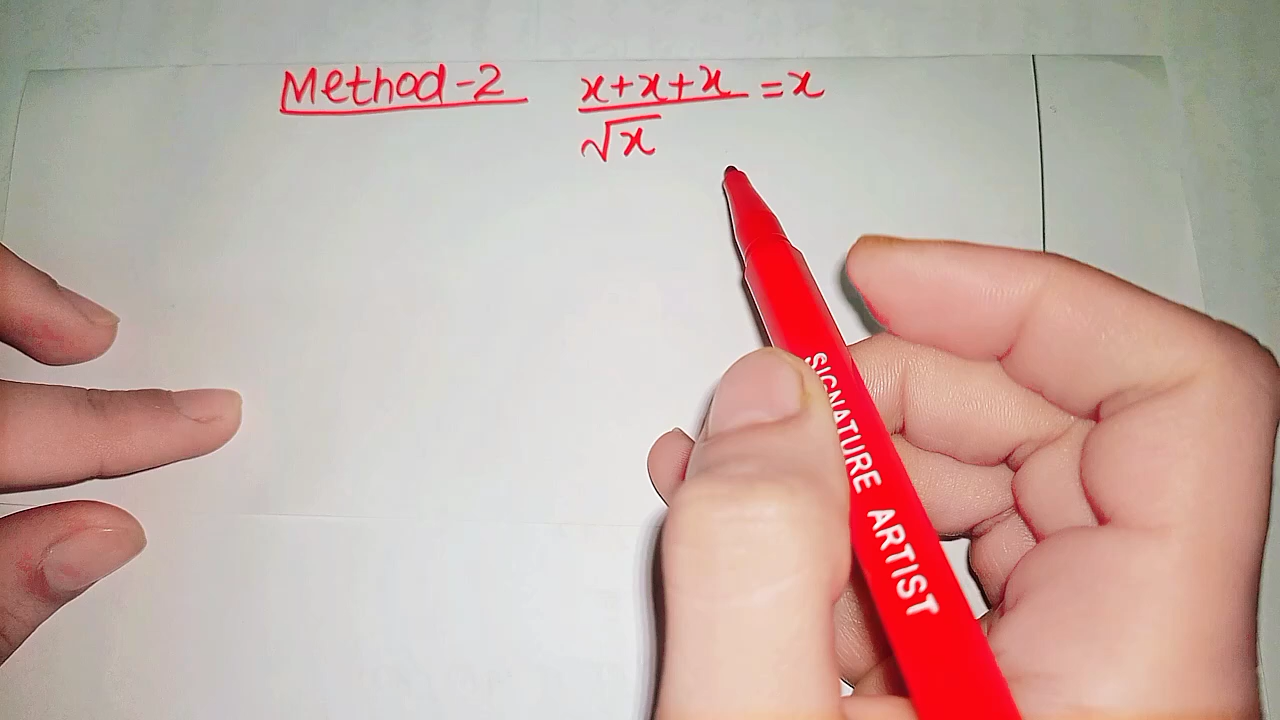 Method-2
x+x+x/√x = x
SIGNATURE ARTIST